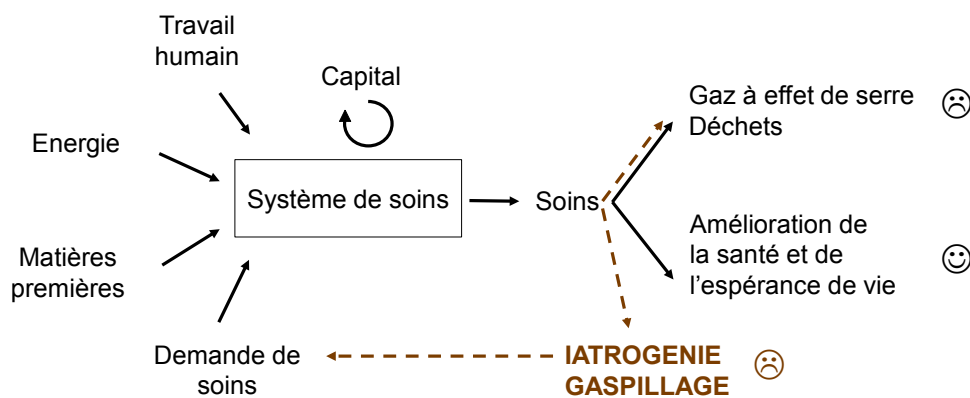 Travail
humain
Capital
Energie
Système de soins
Matières
premières
Demande de
soins
Soins
Gaz à effet de serre
Déchets
Amélioration de
la santé et de
l’espérance de vie
IATROGENIE
GASPILLAGE